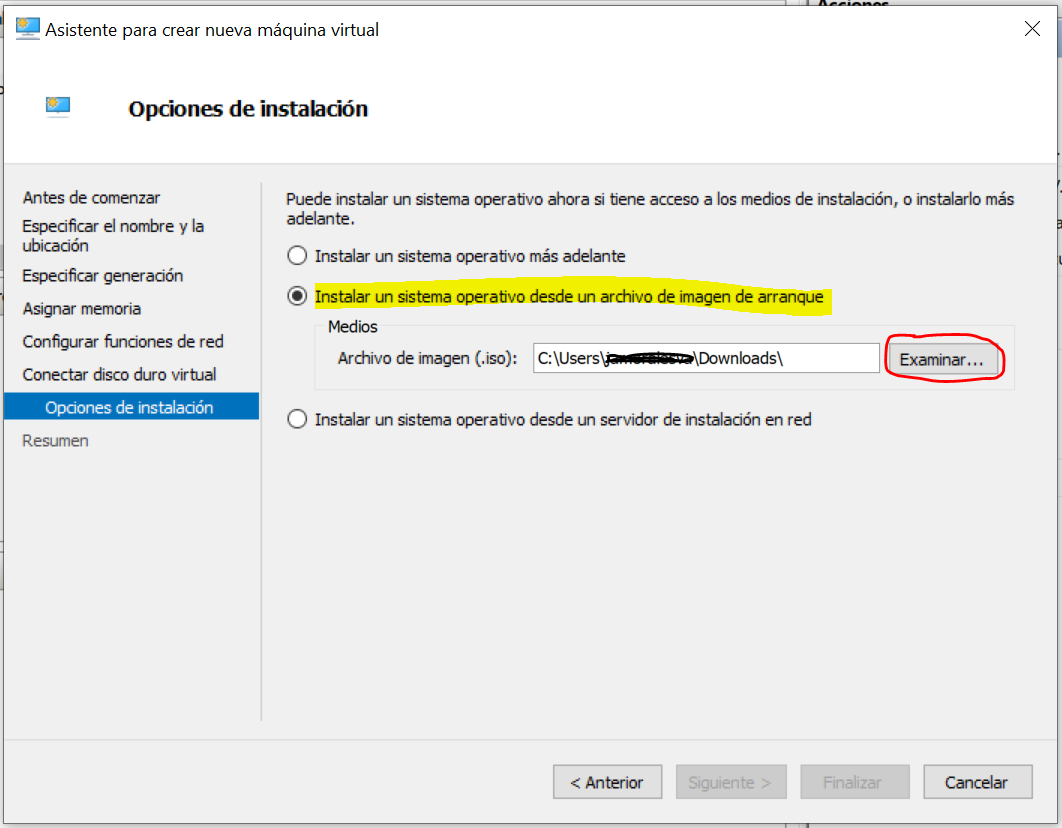 Acciones
Asistente para crear nueva máquina virtual
Opciones de instalación
Antes de comenzar
Especificar el nombre y la
ubicación
Especificar generación
Asignar memoria
Configurar funciones de red
Conectar disco duro virtual
Opciones de instalación
Resumen
Puede instalar un sistema operativo ahora si tiene acceso a los medios de instalación, o instalarlo más
adelante.
Instalar un sistema operativo más adelante
Instalar un sistema operativo desde un archivo de imagen de arranque
Medios
Archivo de imagen (.iso): C:\Users\ \Downloads\ Examinar...
Instalar un sistema operativo desde un servidor de instalación en red
< Anterior Siguiente > Finalizar Cancelar